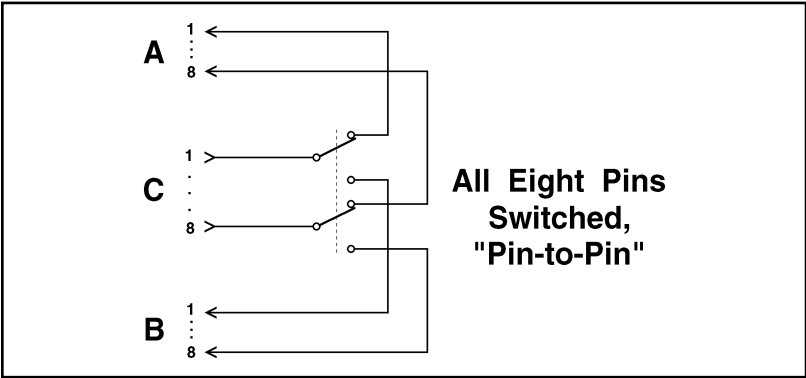 1
A
8
1
C
8
All Eight Pins
Switched,
"Pin-to-Pin"
1
B
8